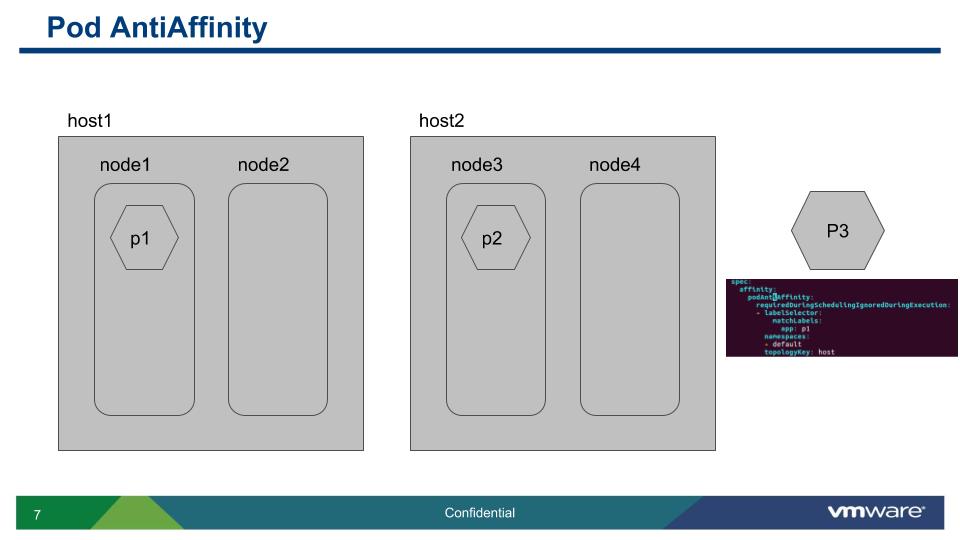 Pod AntiAffinity
host1
host2
node1
node2
node3
node4
p1
p2
P3
spec:
affinity:
podAntiAffinity:
requiredDuringSchedulingIgnoredDuringExecution:
- labelSelector:
matchLabels:
app: p1
namespaces:
- default
topologyKey: host
7
Confidential
vmware®